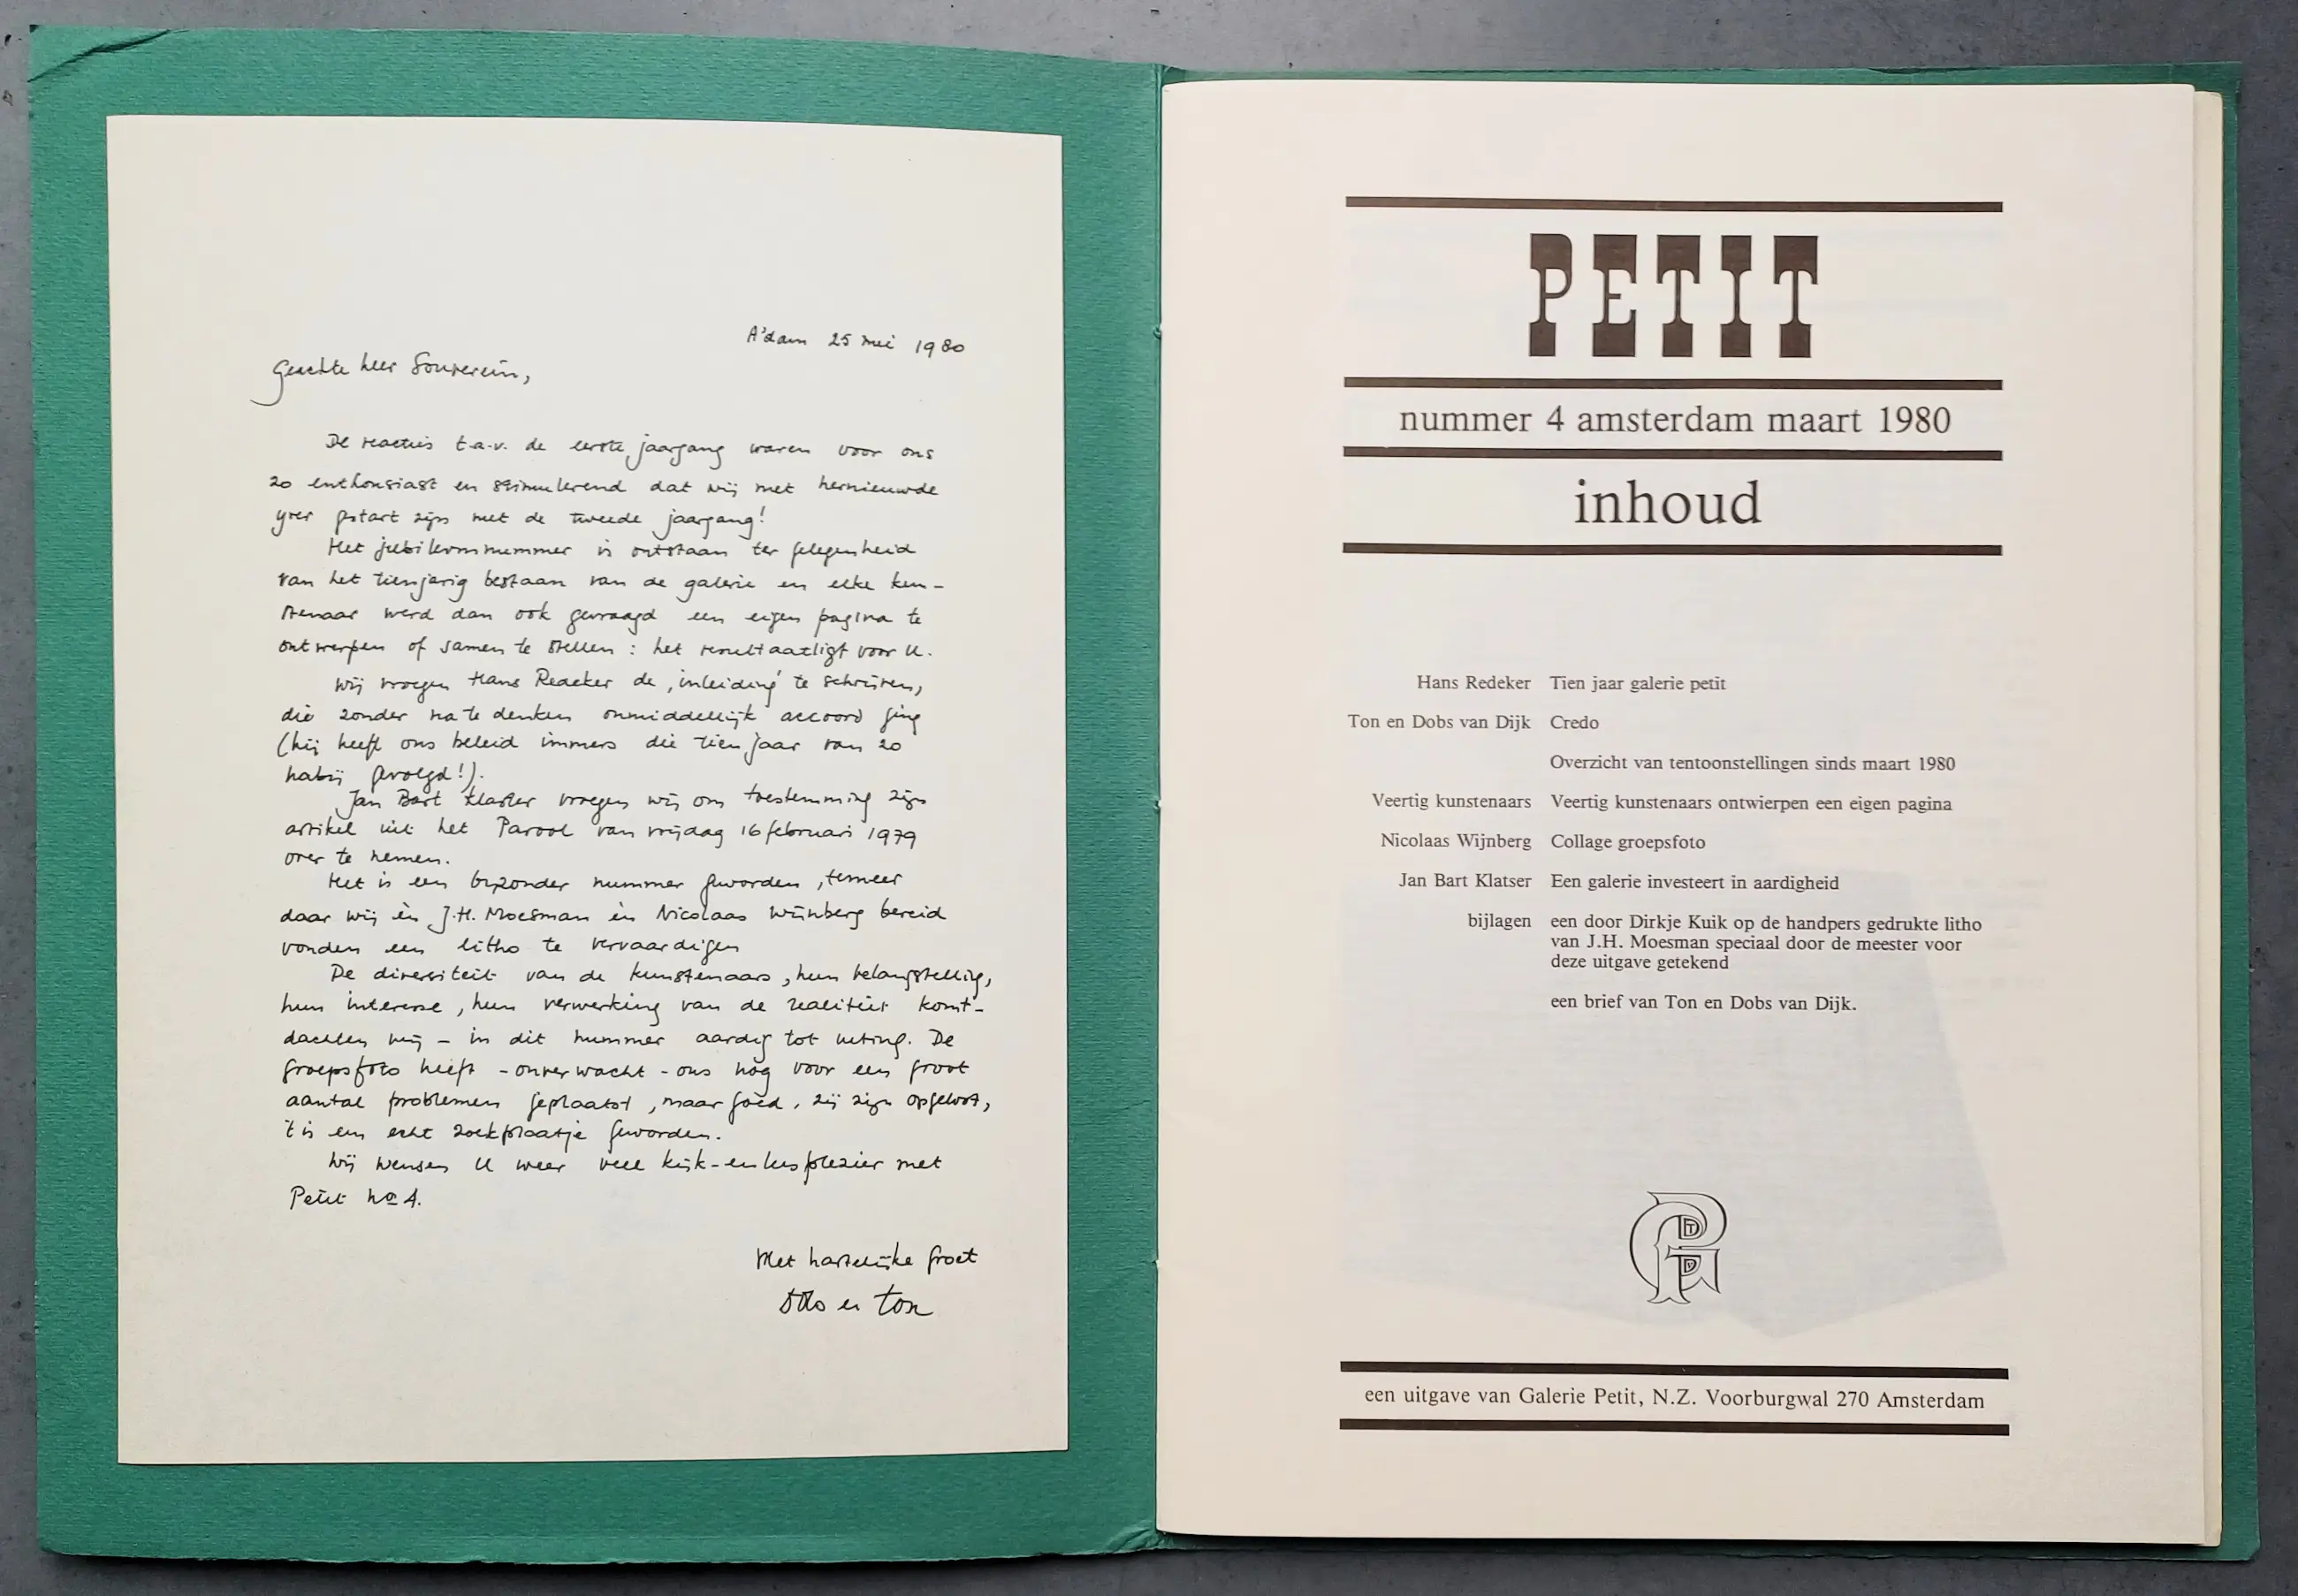 A'dam 25 mei 1980
Geachte heer Souverein,
De reacties t.a.v. de eerste jaargang waren voor ons
zo enthousiast en stimulerend dat wij met hernieuwde
yver gestart zijn met de tweede jaargang!
Het jubileumnummer is ontstaan ter gelegenheid
van het tienjarig bestaan van de galerie en elke kun-
stenaar werd dan ook gevraagd een eigen pagina te
ontwerpen of samen te stellen : het resultaat ligt voor U.
Wij vroegen Hans Redeker de ,inleiding' te schrijven,
die zonder na te denken onmiddellijk accoord ging
(hij heeft ons beleid immers die tien jaar van zo
nabij gevolgd!).
Jan Bart Klaster vroegen wij om toestemming zijn
artikel uit het Parool van vrijdag 16 februari 1979
over te nemen.
Het is een bijzonder nummer geworden, temeer
daar wij èn J.H. Moesman èn Nicolaas Wijnberg bereid
vonden een litho te vervaardigen
De diversiteit van de kunstenaars, hun belangstelling,
hun interesse, hun verwerking van de realiteit komt-
dachten wij - in dit nummer aardig tot uiting. De
groepsfoto heeft - onverwacht - ons nog voor een groot
aantal problemen geplaatst, maar goed, zij zijn opgelost,
't is een echt zoekplaatje geworden.
Wij wensen U weer veel kijk-en leesplezier met
Petit no 4.
Met hartelijke groet
Dobs en Ton
PETIT
nummer 4 amsterdam maart 1980
inhoud
Hans Redeker Tien jaar galerie petit
Ton en Dobs van Dijk Credo
Overzicht van tentoonstellingen sinds maart 1980
Veertig kunstenaars Veertig kunstenaars ontwierpen een eigen pagina
Nicolaas Wijnberg Collage groepsfoto
Jan Bart Klatser Een galerie investeert in aardigheid
bijlagen een door Dirkje Kuik op de handpers gedrukte litho
van J.H. Moesman speciaal door de meester voor
deze uitgave getekend
een brief van Ton en Dobs van Dijk.
een uitgave van Galerie Petit, N.Z. Voorburgwal 270 Amsterdam